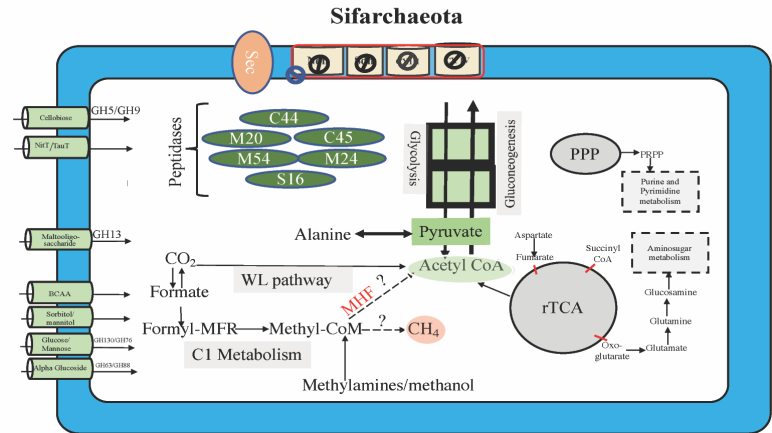 Sifarchaeota
Sec
Cellobiose
GH5/GH9
NitT/TauT
Maltooligo-
saccharide
GH13
BCAA
Sorbitol/
mannitol
Glucose/
Mannose
GH130/GH76
Alpha Glucoside
GH63/GH88
Peptidases
C44
M20
C45
M54
M24
S16
Glycolysis
Gluconeogenesis
PPP
PRPP
Purine and
Pyrimidine
metabolism
Alanine
Pyruvate
Acetyl CoA
CO2
WL pathway
Formate
MHF
?
Formyl-MFR
Methyl-CoM
?
CH4
C1 Metabolism
Methylamines/methanol
Aspartate
Fumarate
Succinyl
CoA
rTCA
Oxo-
glutarate
Glutamate
Glutamine
Glucosamine
Aminosugar
metabolism